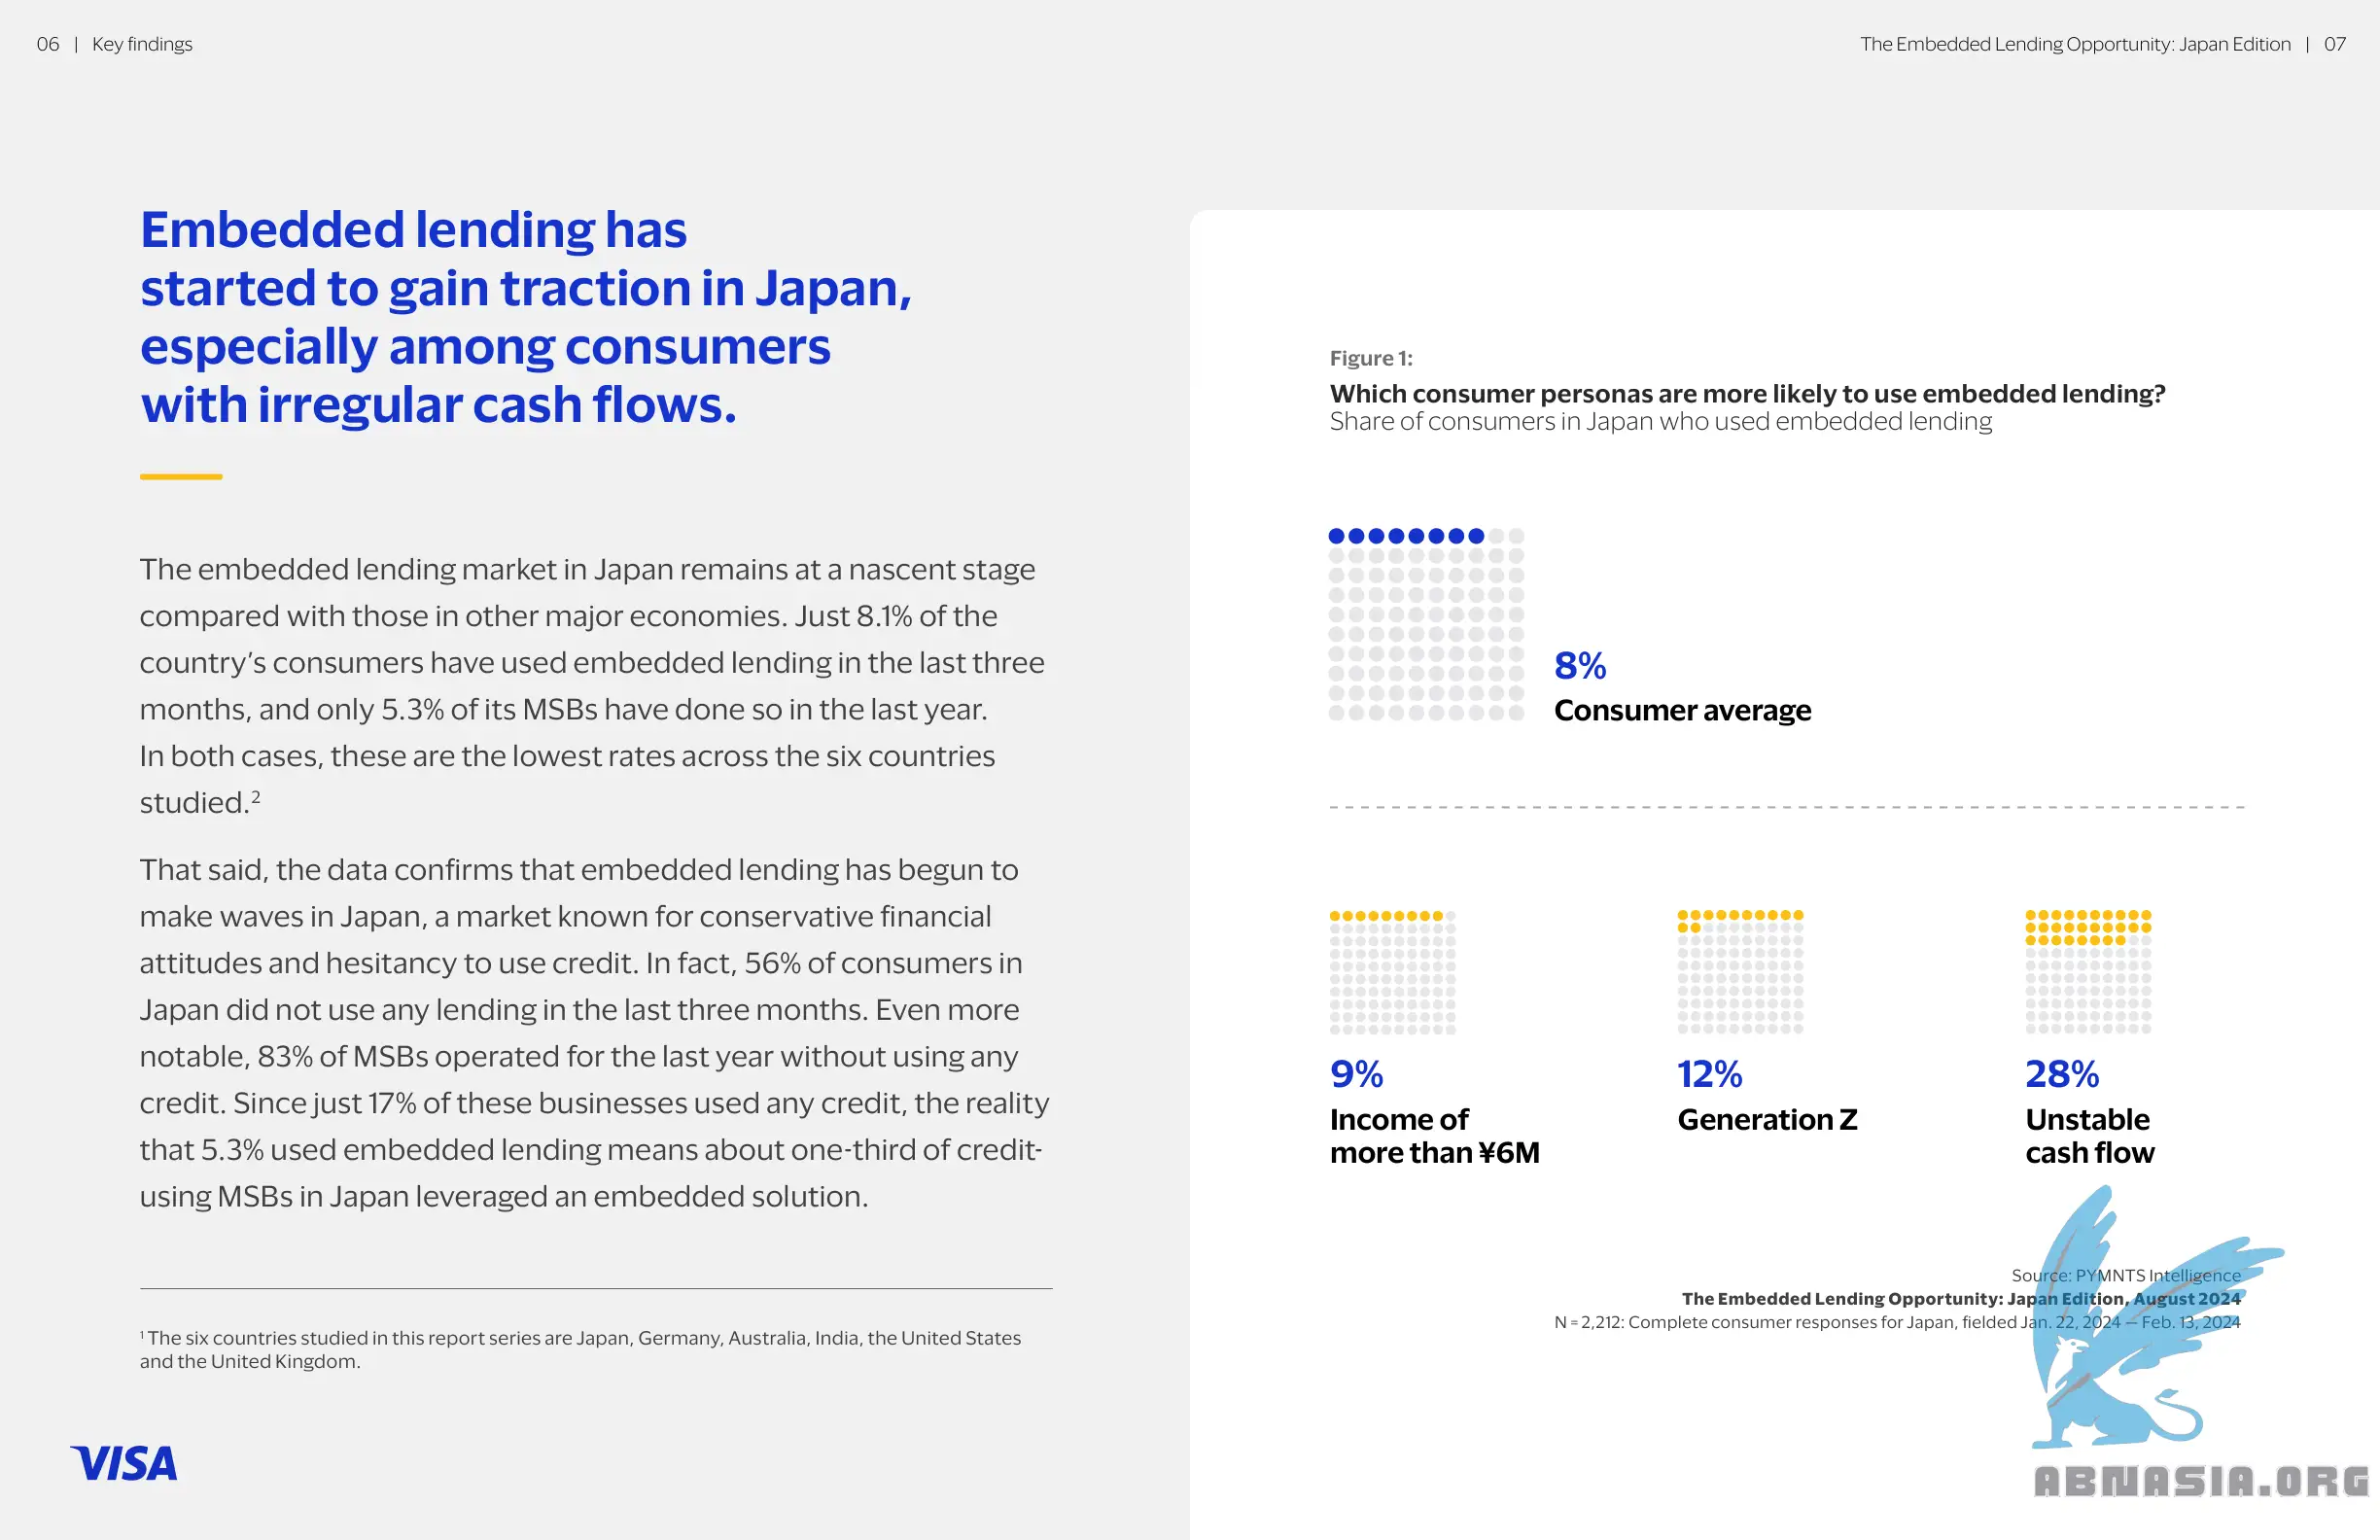 06 | Key findings
The Embedded Lending Opportunity: Japan Edition | 07
Embedded lending has
started to gain traction in Japan,
especially among consumers
with irregular cash flows.
The embedded lending market in Japan remains at a nascent stage
compared with those in other major economies. Just 8.1% of the
country’s consumers have used embedded lending in the last three
months, and only 5.3% of its MSBs have done so in the last year.
In both cases, these are the lowest rates across the six countries
studied.²
That said, the data confirms that embedded lending has begun to
make waves in Japan, a market known for conservative financial
attitudes and hesitancy to use credit. In fact, 56% of consumers in
Japan did not use any lending in the last three months. Even more
notable, 83% of MSBs operated for the last year without using any
credit. Since just 17% of these businesses used any credit, the reality
that 5.3% used embedded lending means about one-third of credit-
using MSBs in Japan leveraged an embedded solution.
¹ The six countries studied in this report series are Japan, Germany, Australia, India, the United States
and the United Kingdom.
VISA
Figure 1:
Which consumer personas are more likely to use embedded lending?
Share of consumers in Japan who used embedded lending
8%
Consumer average
9%
Income of
more than ¥6M
12%
Generation Z
28%
Unstable
cash flow
Source: PYMNTS Intelligence
The Embedded Lending Opportunity: Japan Edition, August 2024
N = 2,212: Complete consumer responses for Japan, fielded Jan. 22, 2024 — Feb. 13, 2024
ABNASIA.ORG